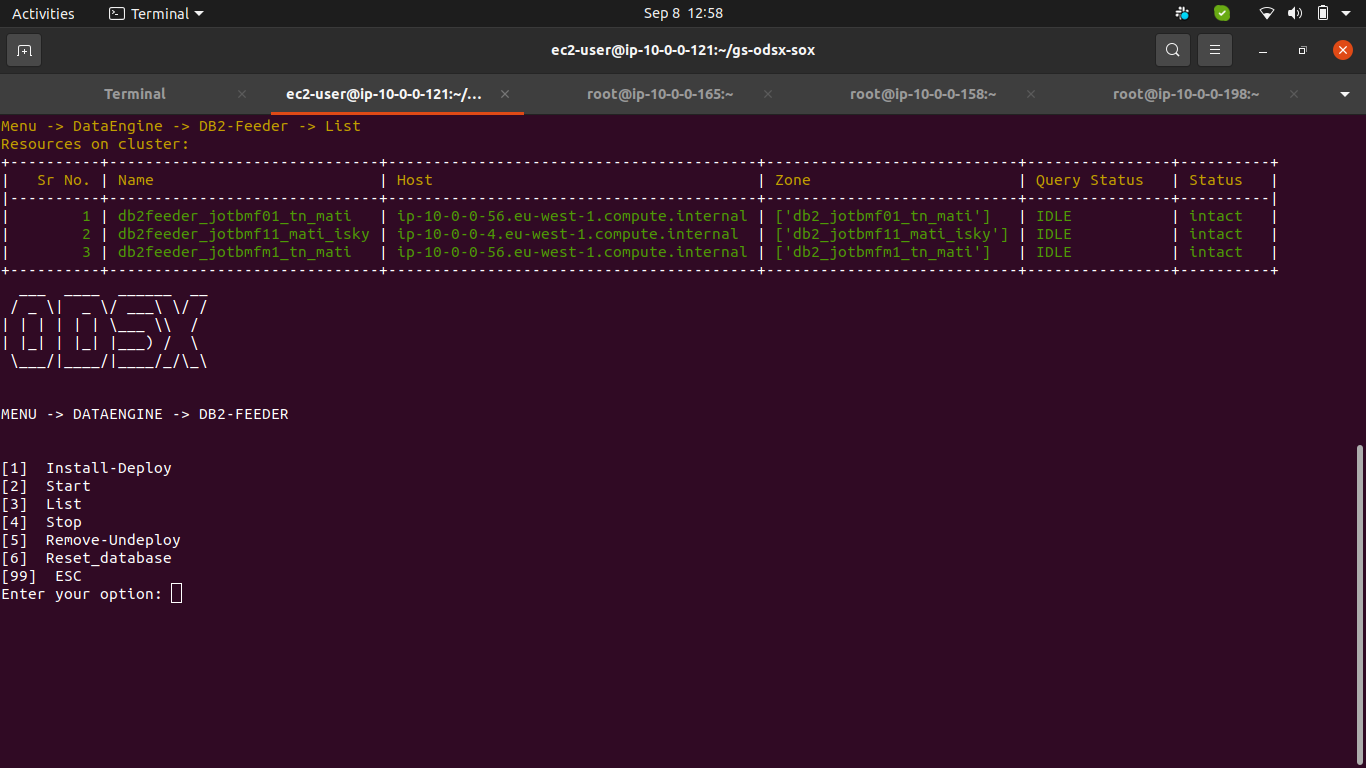 Activities Terminal Sep 8 12:58
ec2-user@ip-10-0-0-121:~/gs-odsx-sox
Terminal × ec2-user@ip-10-0-0-121:~/... × root@ip-10-0-0-165:~ × root@ip-10-0-0-158:~ × root@ip-10-0-0-198:~ ×
Menu -> DataEngine -> DB2-Feeder -> List
Resources on cluster:
+----------+------------------------------+-----------------------------------------+----------------------------+----------------+----------+
|   Sr No. | Name                         | Host                                    | Zone                       | Query Status   | Status   |
|----------+------------------------------+-----------------------------------------+----------------------------+----------------+----------|
|        1 | db2feeder_jotbmf01_tn_mati   | ip-10-0-0-56.eu-west-1.compute.internal | ['db2_jotbmf01_tn_mati']   | IDLE           | intact   |
|        2 | db2feeder_jotbmf11_mati_isky | ip-10-0-0-4.eu-west-1.compute.internal  | ['db2_jotbmf11_mati_isky'] | IDLE           | intact   |
|        3 | db2feeder_jotbmfm1_tn_mati   | ip-10-0-0-56.eu-west-1.compute.internal | ['db2_jotbmfm1_tn_mati']   | IDLE           | intact   |
+----------+------------------------------+-----------------------------------------+----------------------------+----------------+----------+
  ___  ____  ______  __
 / _ \|  _ \/ ___\ \/ /
| | | | | | \___ \\  /
| |_| | |_| |___) /  \
 \___/|____/|____/_/\_\
MENU -> DATAENGINE -> DB2-FEEDER
[1]  Install-Deploy
[2]  Start
[3]  List
[4]  Stop
[5]  Remove-Undeploy
[6]  Reset_database
[99]  ESC
Enter your option: